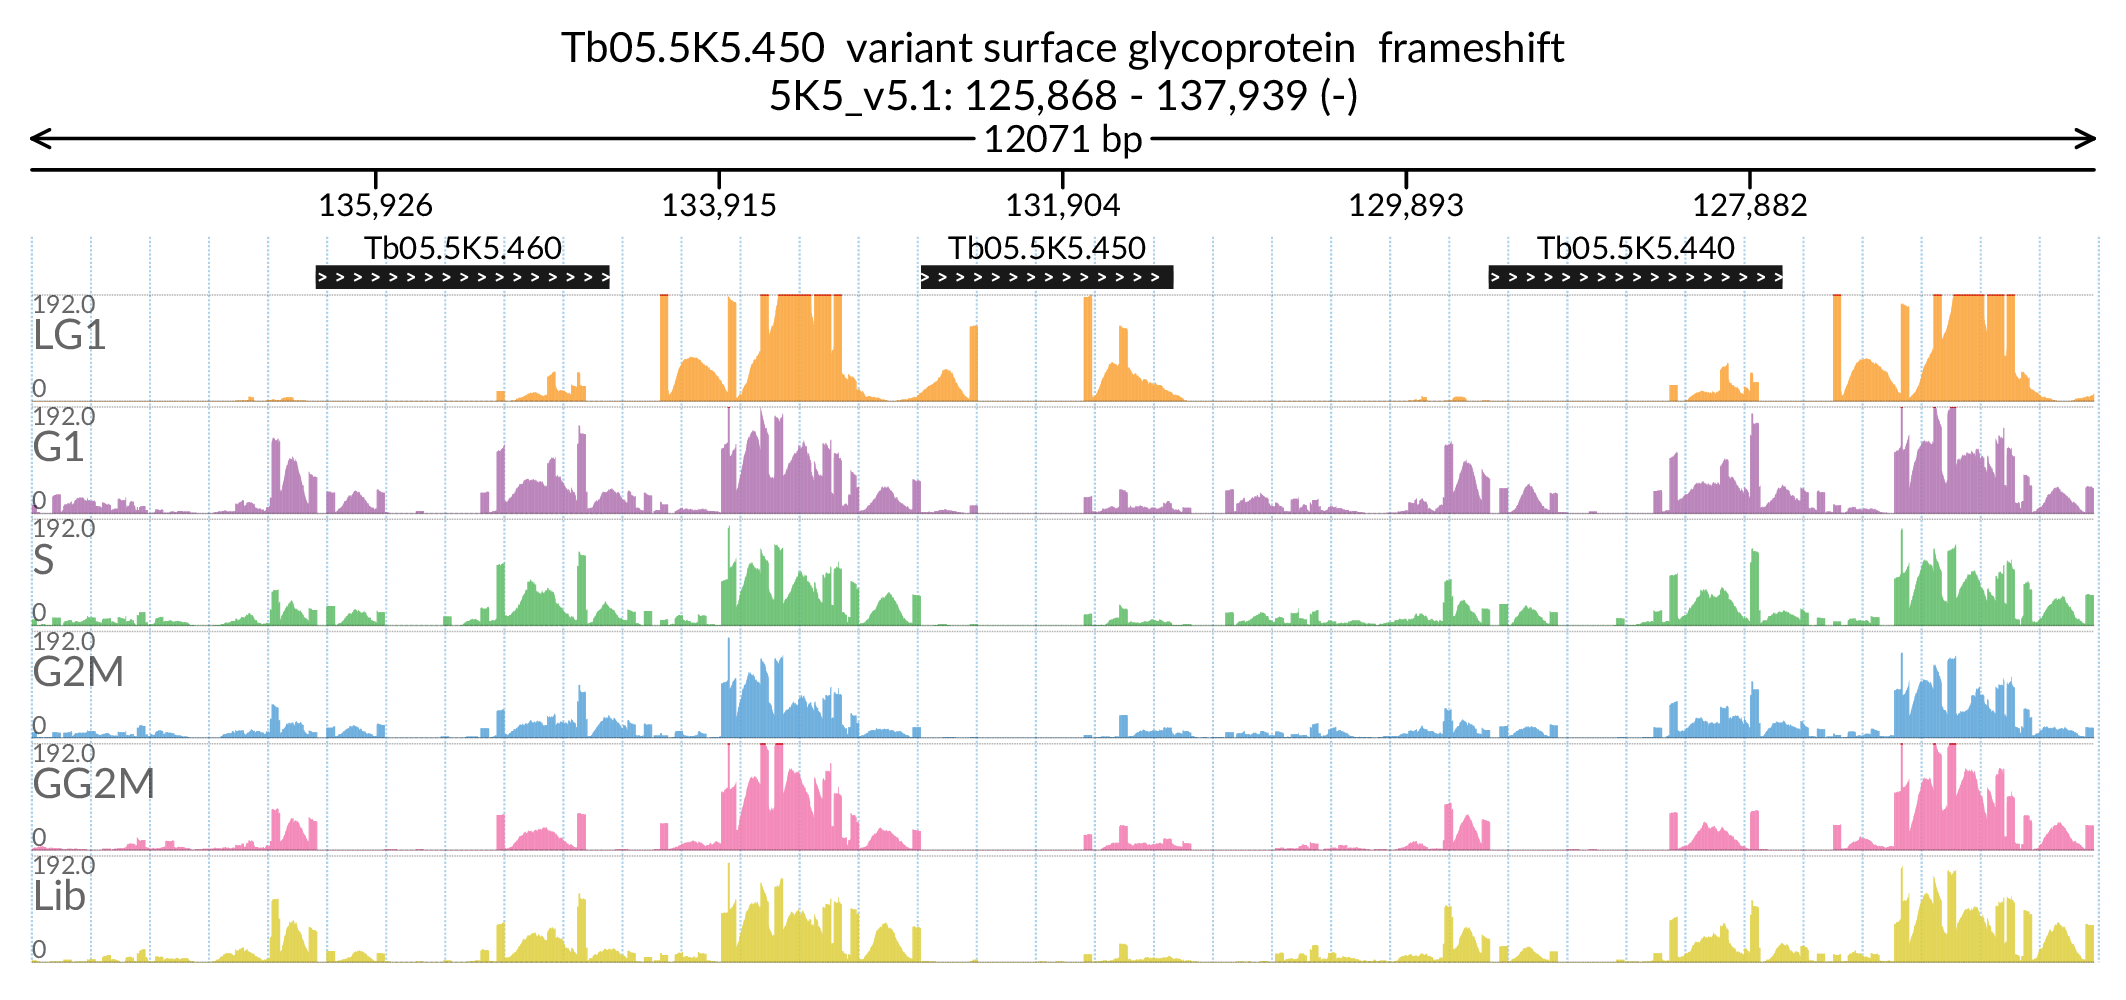 Tb05.5K5.450  variant surface glycoprotein  frameshift
5K5_v5.1: 125,868 - 137,939 (-)
12071 bp
135,926 133,915 131,904 129,893 127,882
Tb05.5K5.460 Tb05.5K5.450 Tb05.5K5.440
192.0
LG1
0
192.0
G1
0
192.0
S
0
192.0
G2M
0
192.0
GG2M
0
192.0
Lib
0